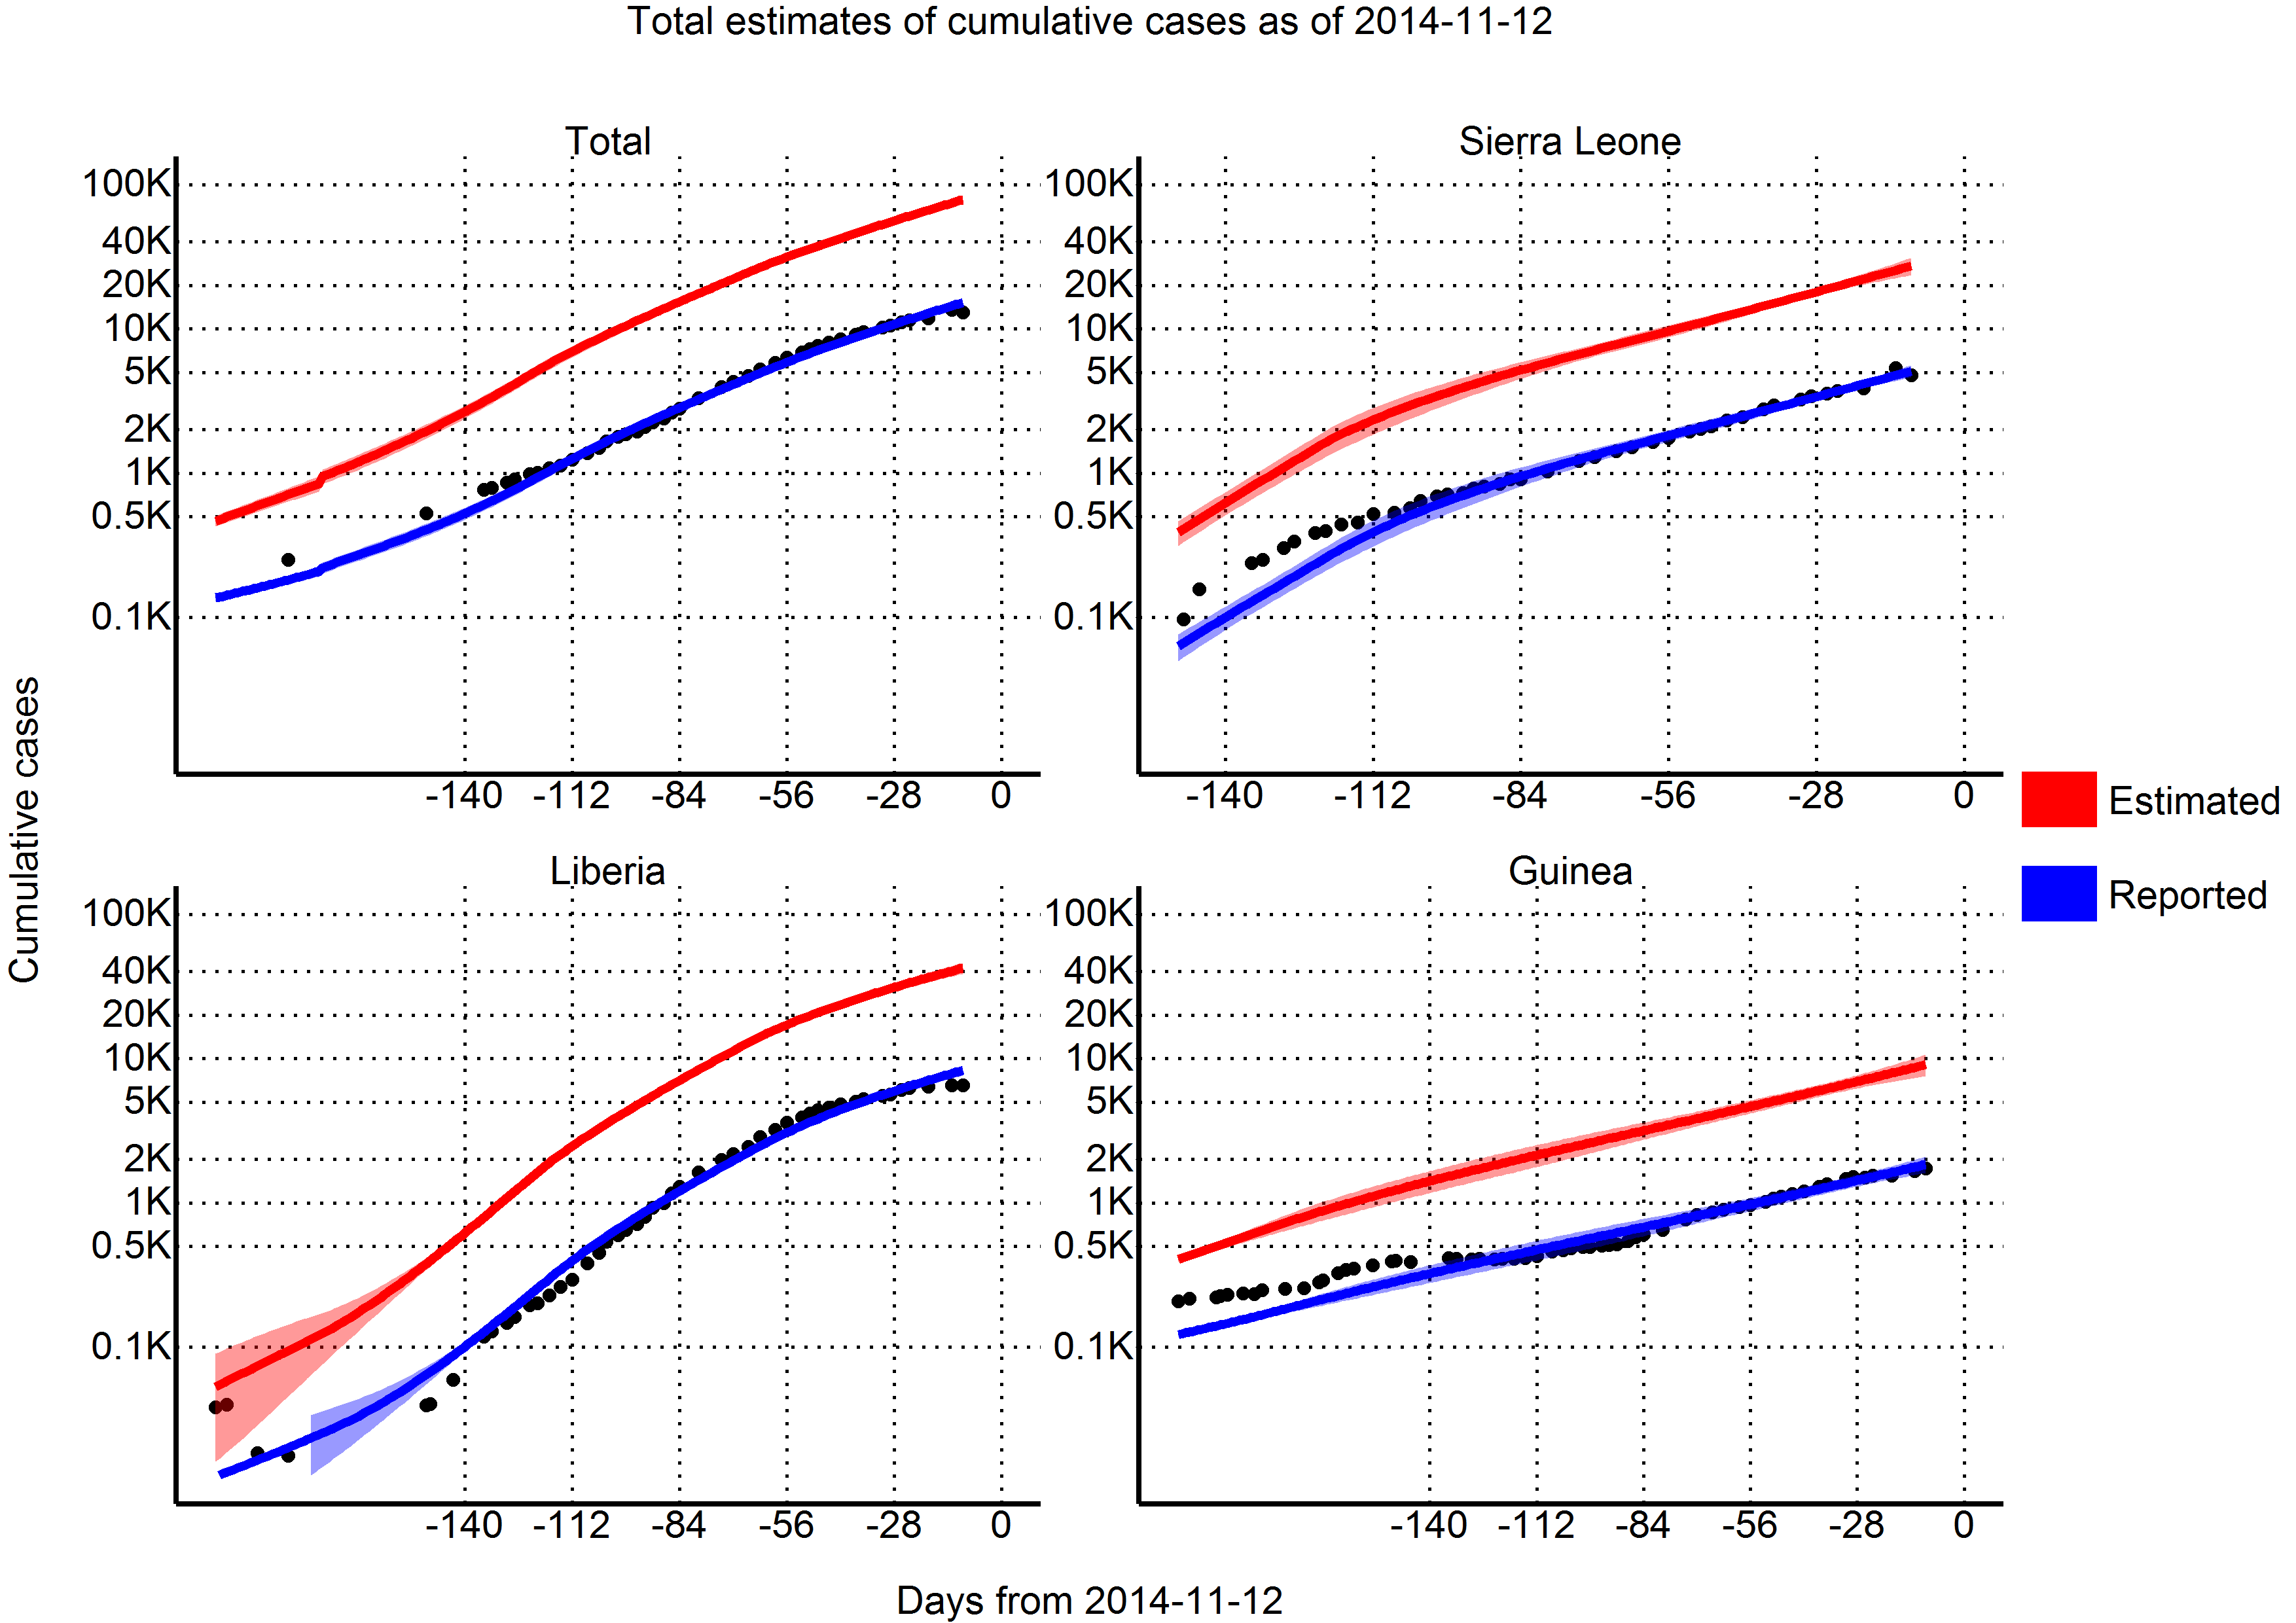 Total estimates of cumulative cases as of 2014-11-12
Total
100K
40K
20K
10K
5K
2K
1K
0.5K
0.1K
-140 -112 -84 -56 -28 0
Sierra Leone
100K
40K
20K
10K
5K
2K
1K
0.5K
0.1K
-140 -112 -84 -56 -28 0
Cumulative cases
Estimated
Reported
Liberia
100K
40K
20K
10K
5K
2K
1K
0.5K
0.1K
-140 -112 -84 -56 -28 0
Guinea
100K
40K
20K
10K
5K
2K
1K
0.5K
0.1K
-140 -112 -84 -56 -28 0
Days from 2014-11-12